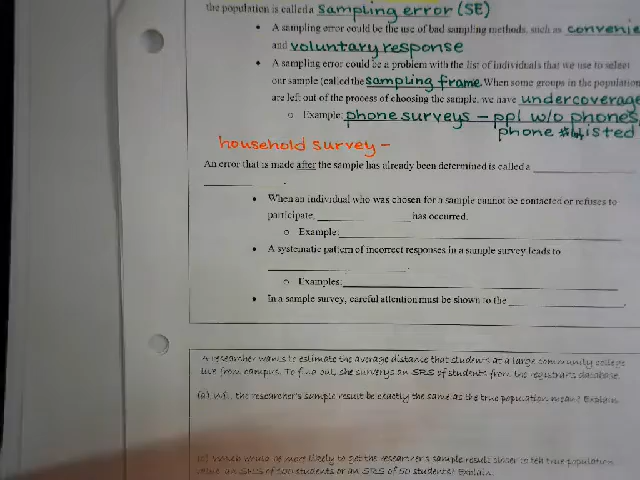 the population is called a sampling error (SE)
• A sampling error could be the use of bad sampling methods, such as convenie
and voluntary response
• A sampling error could be a problem with the list of individuals that we use to select
our sample (called the sampling frame. When some groups in the population
are left out of the process of choosing the sample, we have undercoverage
o Example: phone surveys - ppl w/o phones,
phone #'s listed
household survey -
An error that is made after the sample has already been determined is called a
.
• When an individual who was chosen for a sample cannot be contacted or refuses to
participate, has occurred.
o Example:
• A systematic pattern of incorrect responses in a sample survey leads to
.
o Examples:
• In a sample survey, careful attention must be shown to the
A researcher wants to estimate the average distance that students at a large community college
live from campus. To find out, she surveys an SRS of students from the registrar's database.
(a) Will the researcher's sample result be exactly the same as the true population mean? Explain.
would be more likely to get the researcher's sample result closer to teh true population
value: an SRS of 100 students or an SRS of 50 students? Explain.